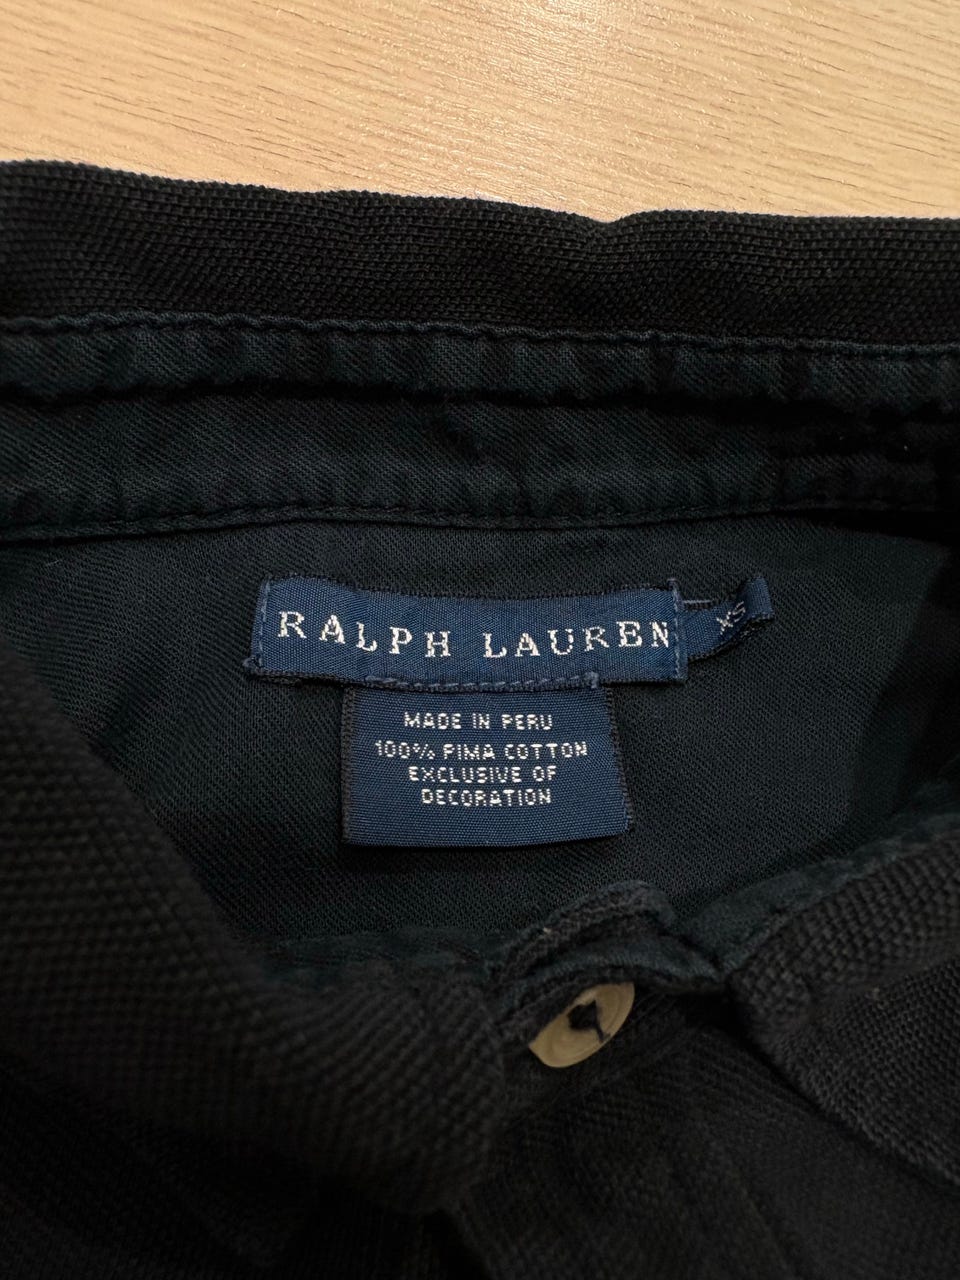 RALPH LAUREN
XS
MADE IN PERU
100% PIMA COTTON
EXCLUSIVE OF
DECORATION